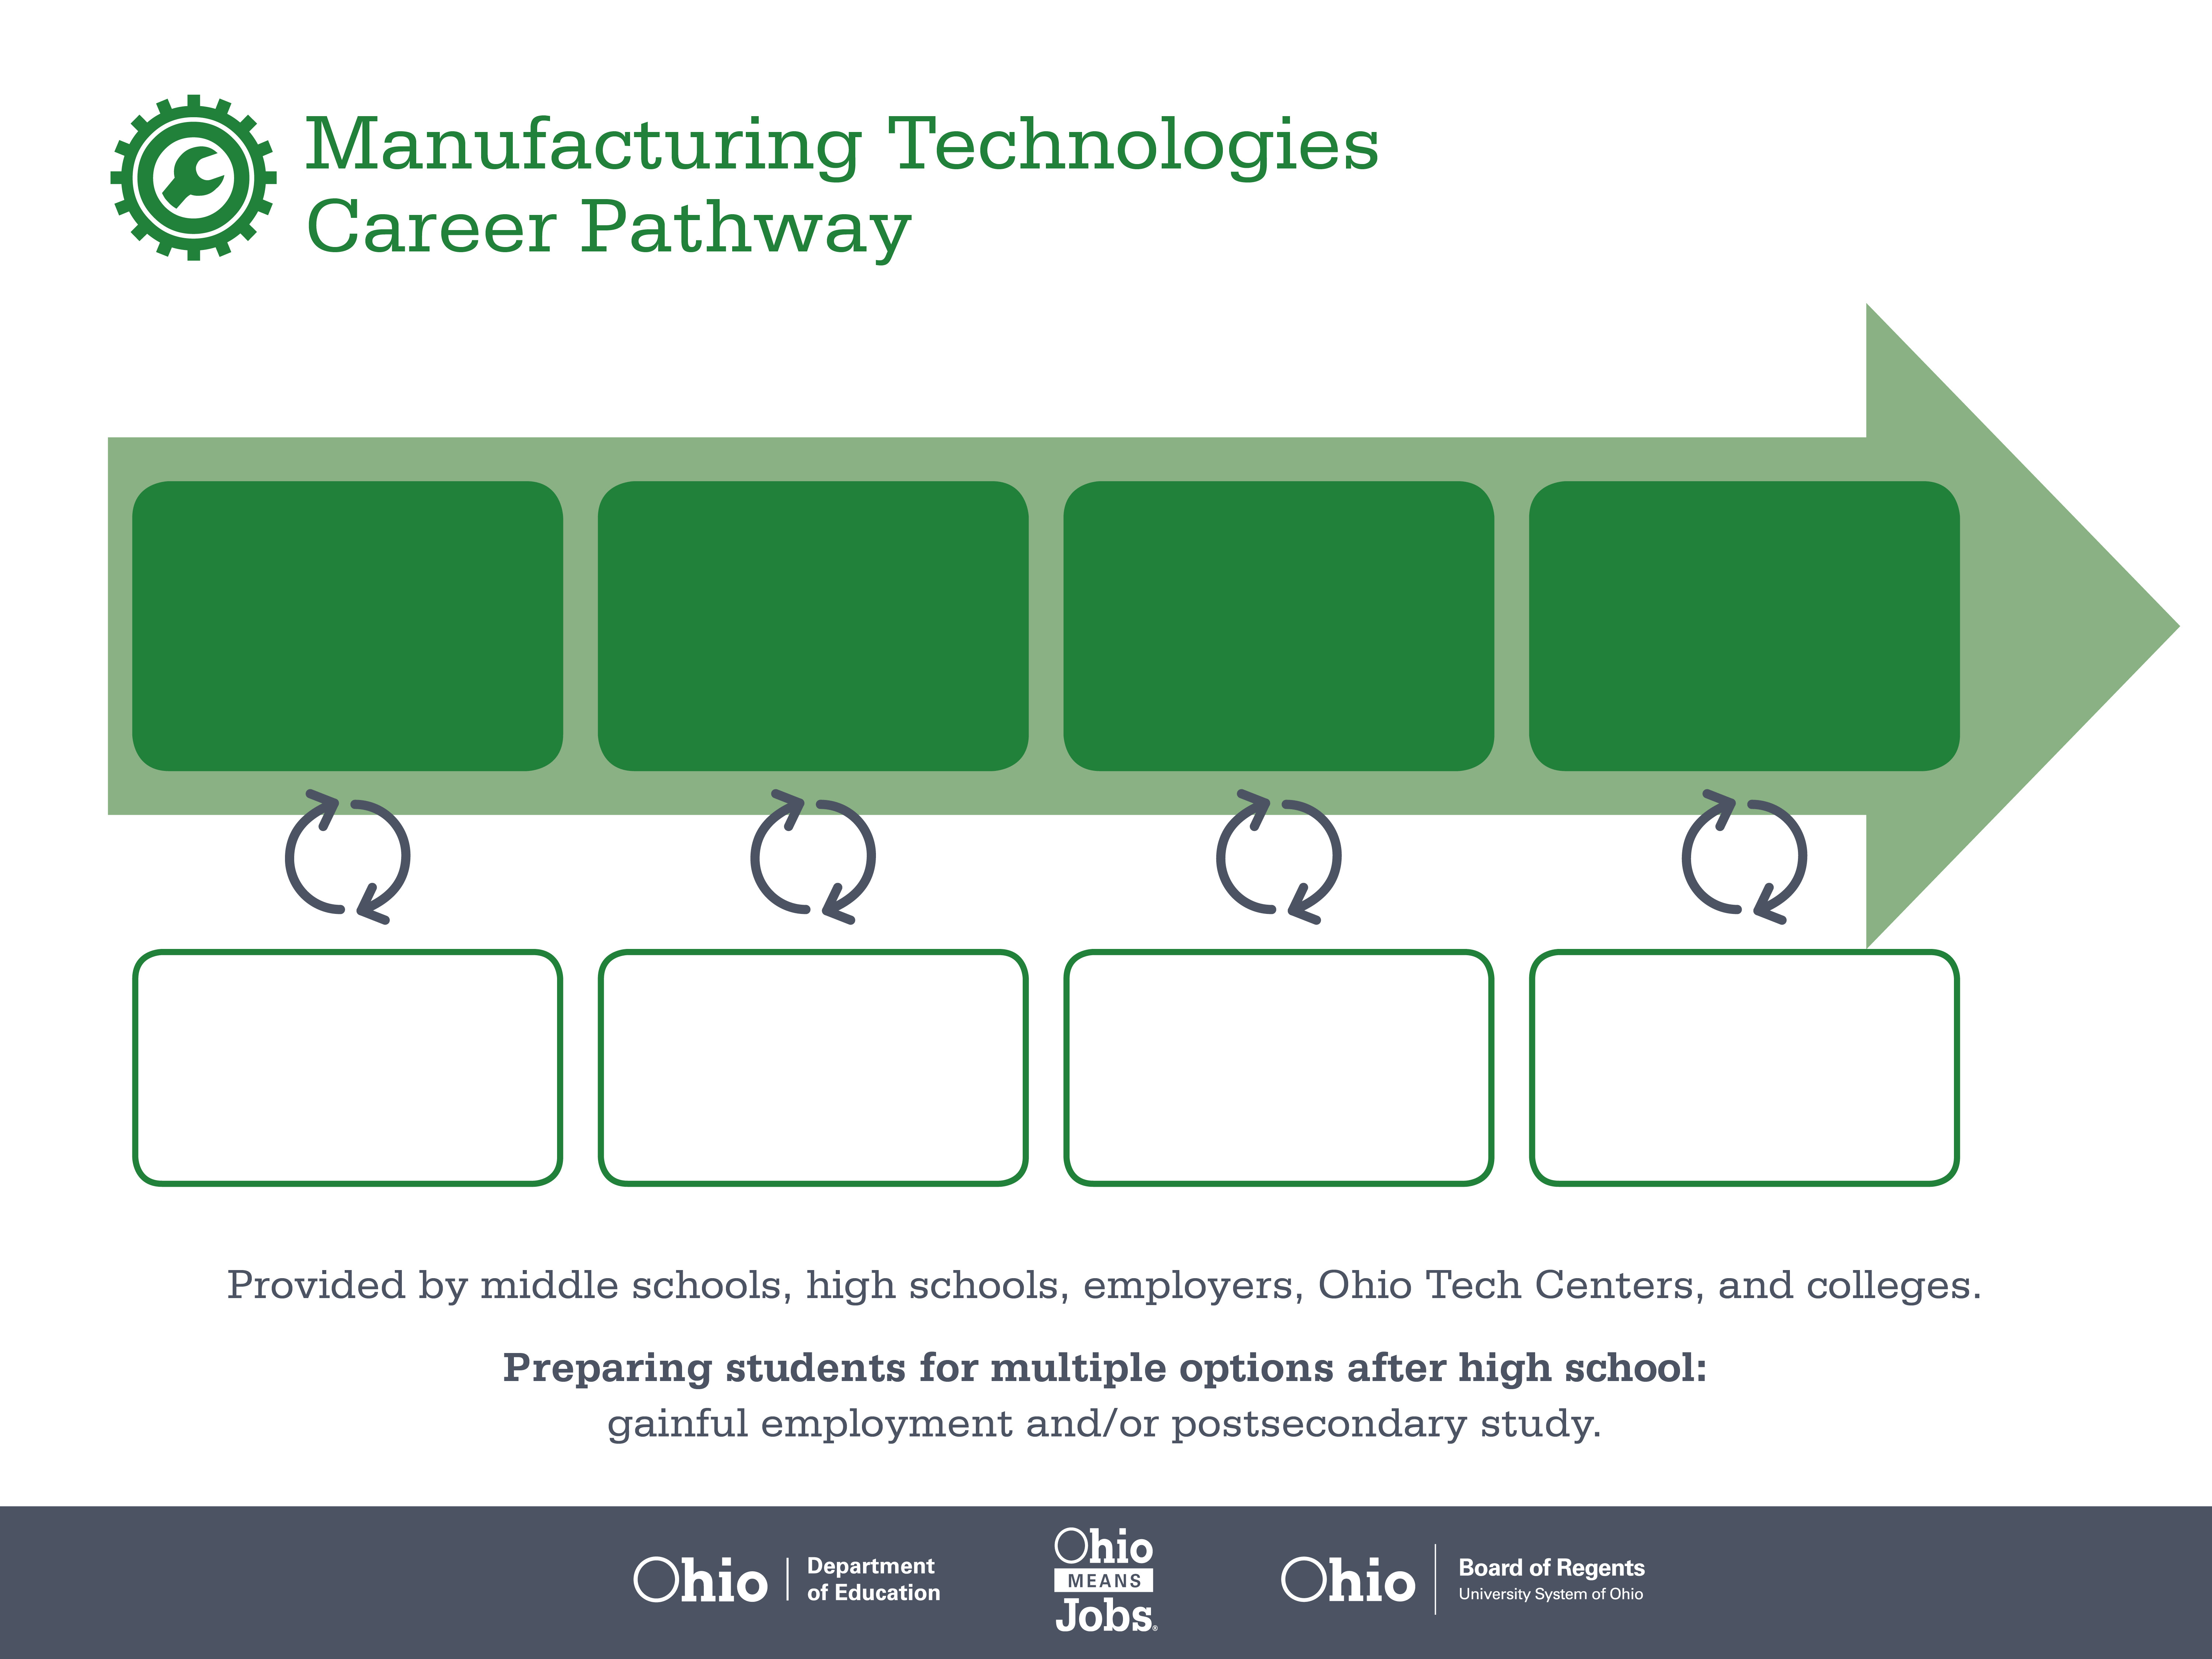 Manufacturing Technologies
Career Pathway
Provided by middle schools, high schools, employers, Ohio Tech Centers, and colleges.
Preparing students for multiple options after high school:
gainful employment and/or postsecondary study.
Ohio
Department
of Education
Ohio
MEANS
Jobs®
Ohio
Board of Regents
University System of Ohio